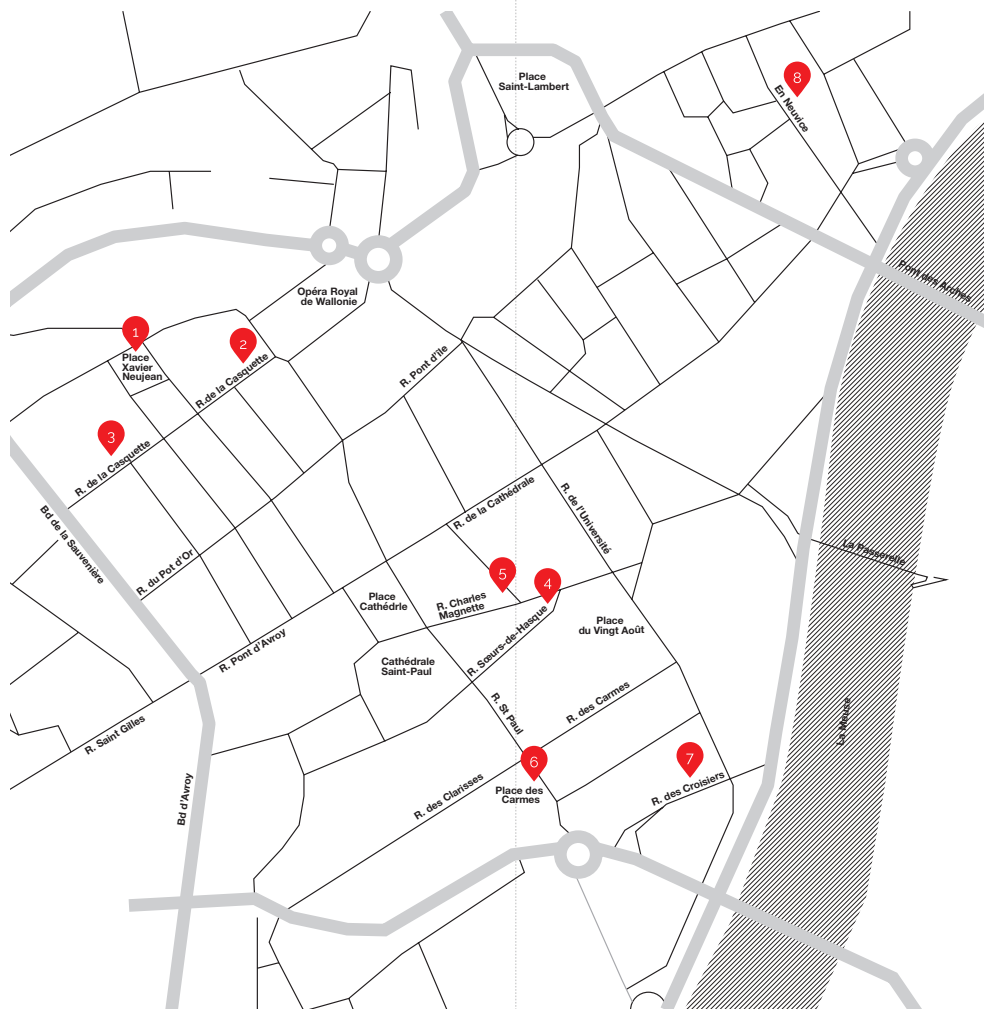 Place
Saint-Lambert
8
En Neuvice
Pont des Arches
Opéra Royal
de Wallonie
1
Place
Xavier
Neujean
2
R.de la Casquette
R. Pont d'île
3
R. de la Casquette
Bd de la Sauvenière
R. du Pot d'Or
R. de la Cathédrale
R. de l'Université
La Passerelle
5
4
Place
Cathédrle
R. Charles
Magnette
R. Sœurs-de-Hasque
Place
du Vingt Août
R. Pont d'Avroy
Cathédrale
Saint-Paul
R. Saint Gilles
R. St Paul
R. des Carmes
La Meuse
Bd d'Avroy
6
7
R. des Clarisses
Place des
Carmes
R. des Croisiers